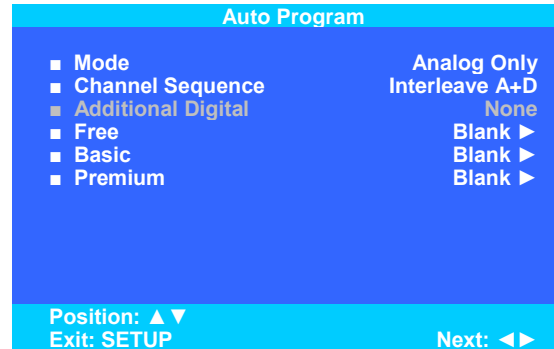 Auto Program
■ Mode Analog Only
■ Channel Sequence Interleave A+D
■ Additional Digital None
■ Free Blank ►
■ Basic Blank ►
■ Premium Blank ►
Position: ▲▼
Exit: SETUP Next: ◄►